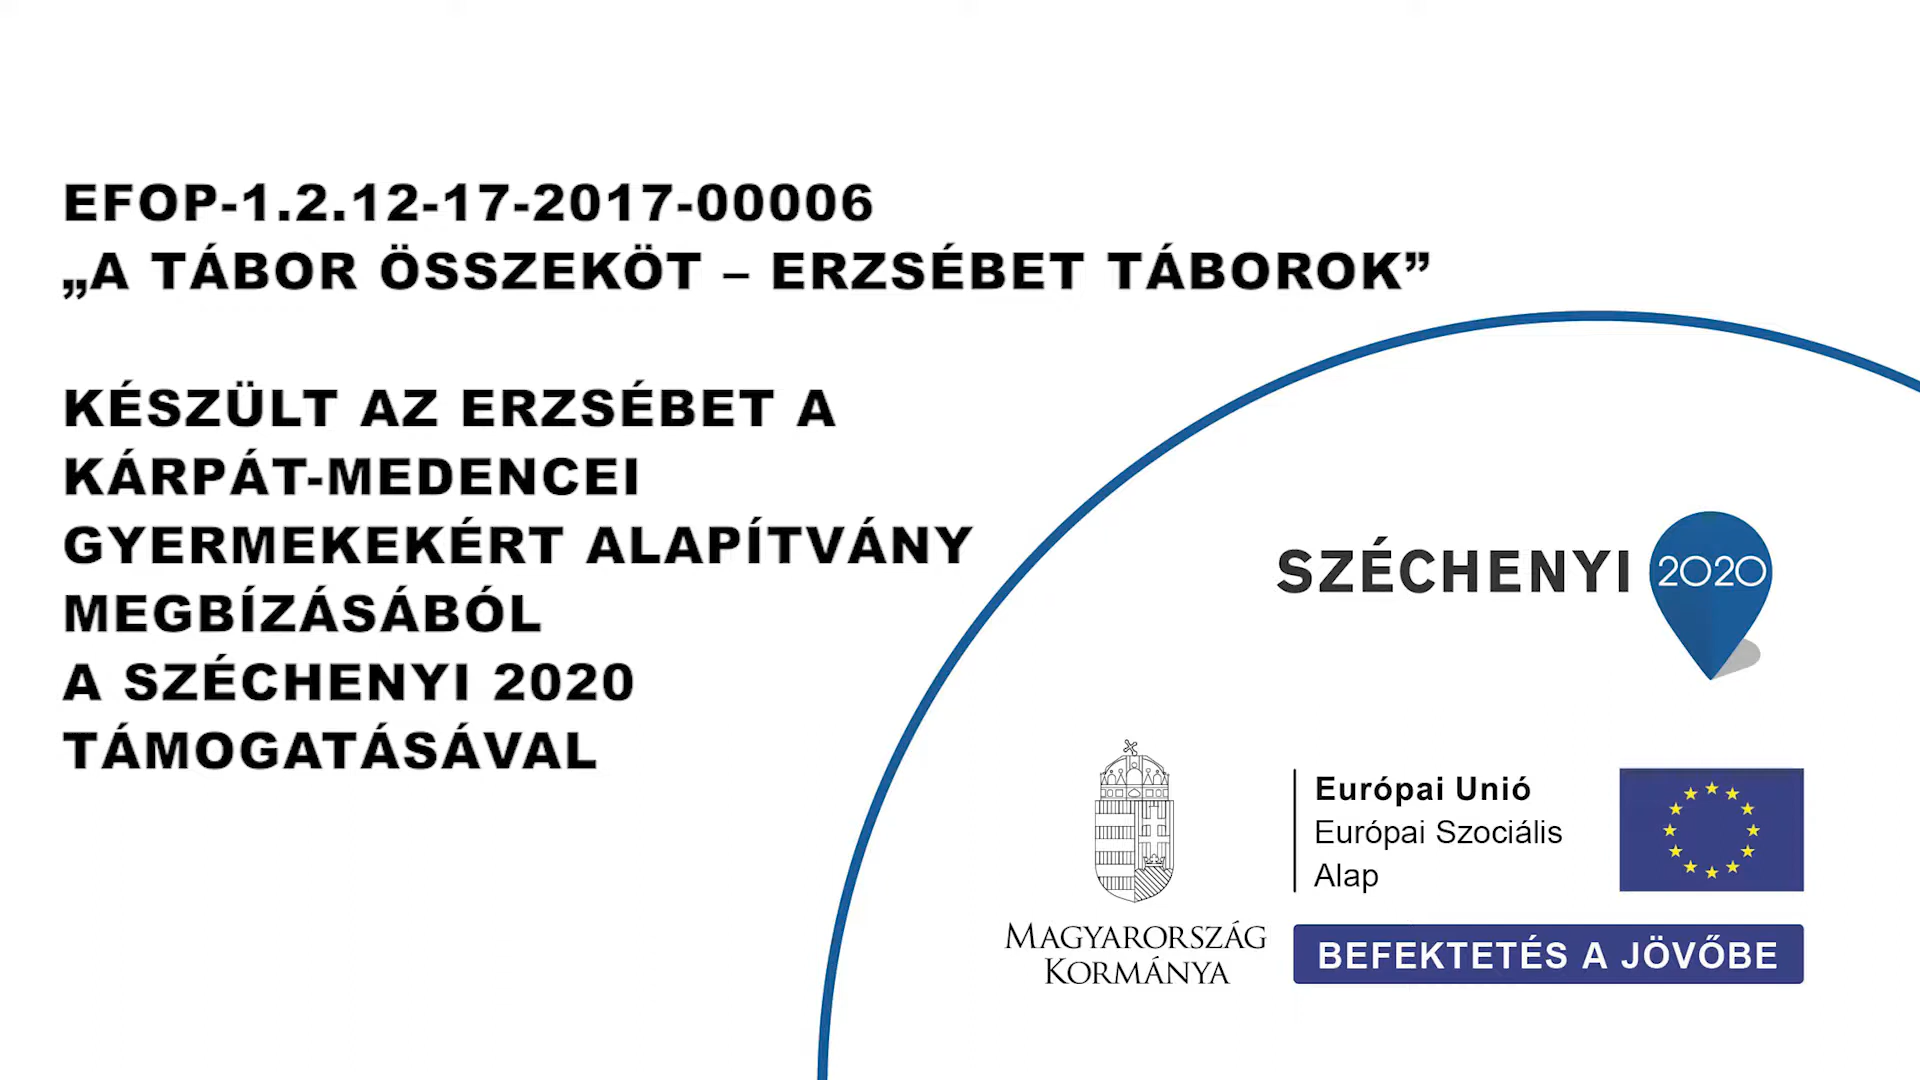 EFOP-1.2.12-17-2017-00006
„A TÁBOR ÖSSZEKÖT – ERZSÉBET TÁBOROK”
KÉSZÜLT AZ ERZSÉBET A
KÁRPÁT-MEDENCEI
GYERMEKEKÉRT ALAPÍTVÁNY
MEGBÍZÁSÁBÓL
A SZÉCHENYI 2020
TÁMOGATÁSÁVAL
SZÉCHENYI 2020
MAGYARORSZÁG
KORMÁNYA
Európai Unió
Európai Szociális
Alap
BEFEKTETÉS A JÖVŐBE